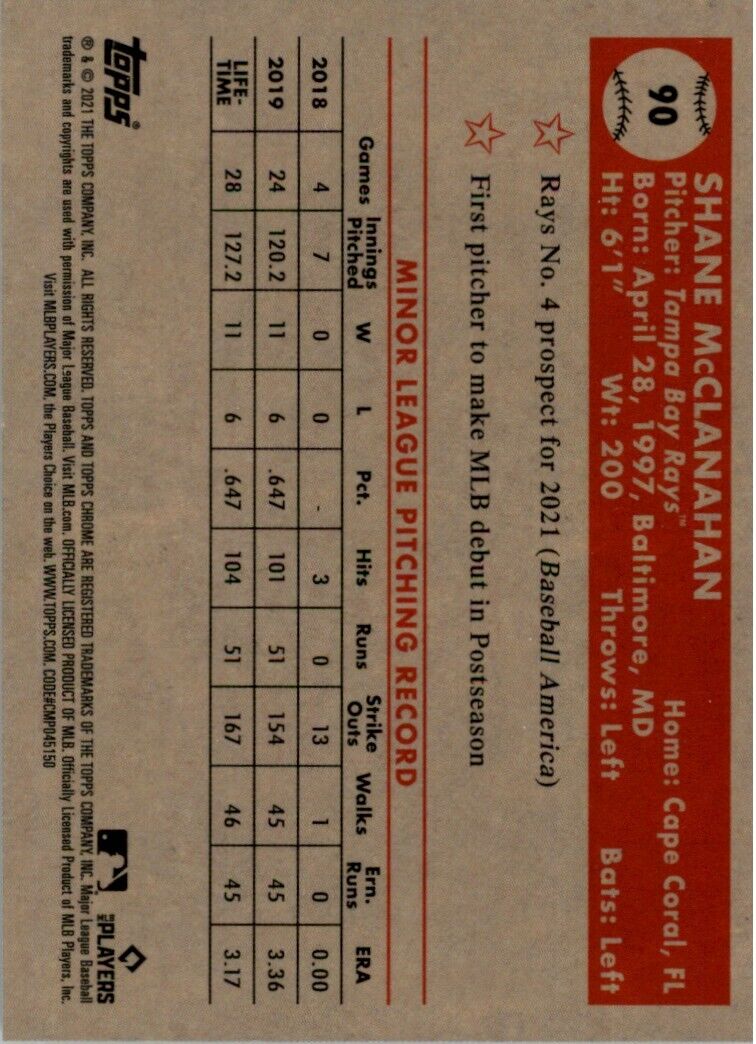 90
SHANE McCLANAHAN
Pitcher: Tampa Bay Rays™ Home: Cape Coral, FL
Born: April 28, 1997, Baltimore, MD
Ht: 6'1" Wt: 200 Throws: Left Bats: Left
Rays No. 4 prospect for 2021 (Baseball America)
First pitcher to make MLB debut in Postseason
MINOR LEAGUE PITCHING RECORD
Games Innings Pitched W L Pct. Hits Runs Strike Outs Walks Ern. Runs ERA
2018 4 7 0 0 - 3 0 13 1 0 0.00
2019 24 120.2 11 6 .647 101 51 154 45 45 3.36
LIFE-TIME 28 127.2 11 6 .647 104 51 167 46 45 3.17
topps®
MLB PLAYERS
® & © 2021 THE TOPPS COMPANY, INC. ALL RIGHTS RESERVED. TOPPS AND TOPPS CHROME ARE REGISTERED TRADEMARKS OF THE TOPPS COMPANY, INC. Major League Baseball
trademarks and copyrights are used with permission of Major League Baseball. Visit MLB.com. OFFICIALLY LICENSED PRODUCT OF MLB. Officially Licensed Product of MLB Players, Inc.
Visit MLBPLAYERS.COM, the Players Choice on the web. WWW.TOPPS.COM. CODE#CMP045150